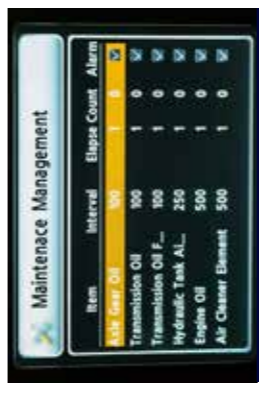 Maintenace Management
Item Interval Elapse Count Alarm
Axle Gear Oil 100 1 0
Transmission Oil 100 1 0
Transmission Oil F... 100 1 0
Hydraulic Tank Ai... 250 1 0
Engine Oil 500 1 0
Air Cleaner Element 500 1 0